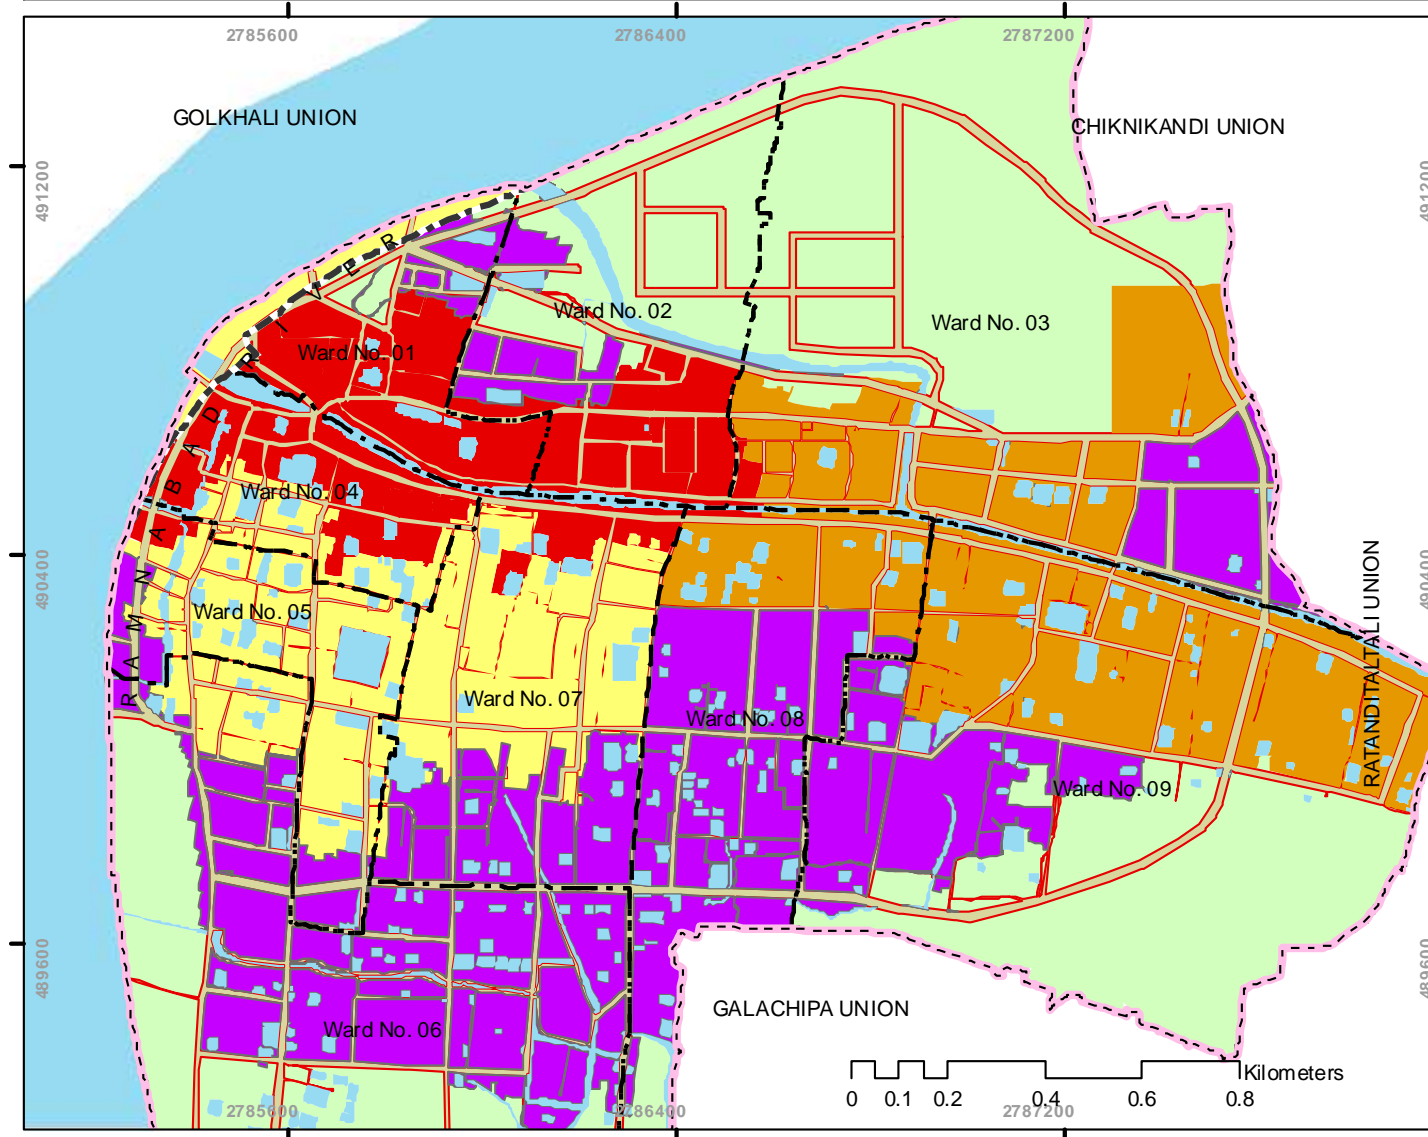 2785600
2786400
2787200
GOLKHALI UNION
CHIKNIKANDI UNION
491200
491200
Ward No. 02
Ward No. 03
Ward No. 01
RAMNABAD RIVER
Ward No. 04
490400
490400
Ward No. 05
RATANDITALTALI UNION
Ward No. 07
Ward No. 08
Ward No. 09
489600
489600
GALACHIPA UNION
Ward No. 06
Kilometers
0 0.1 0.2 0.4 0.6 0.8
2785600
2786400
2787200